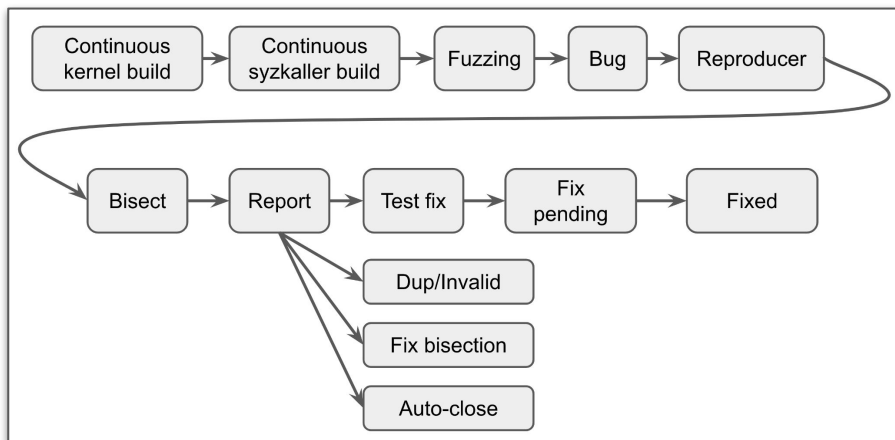 Continuous
kernel build
Continuous
syzkaller build
Fuzzing
Bug
Reproducer
Bisect
Report
Test fix
Fix
pending
Fixed
Dup/Invalid
Fix bisection
Auto-close